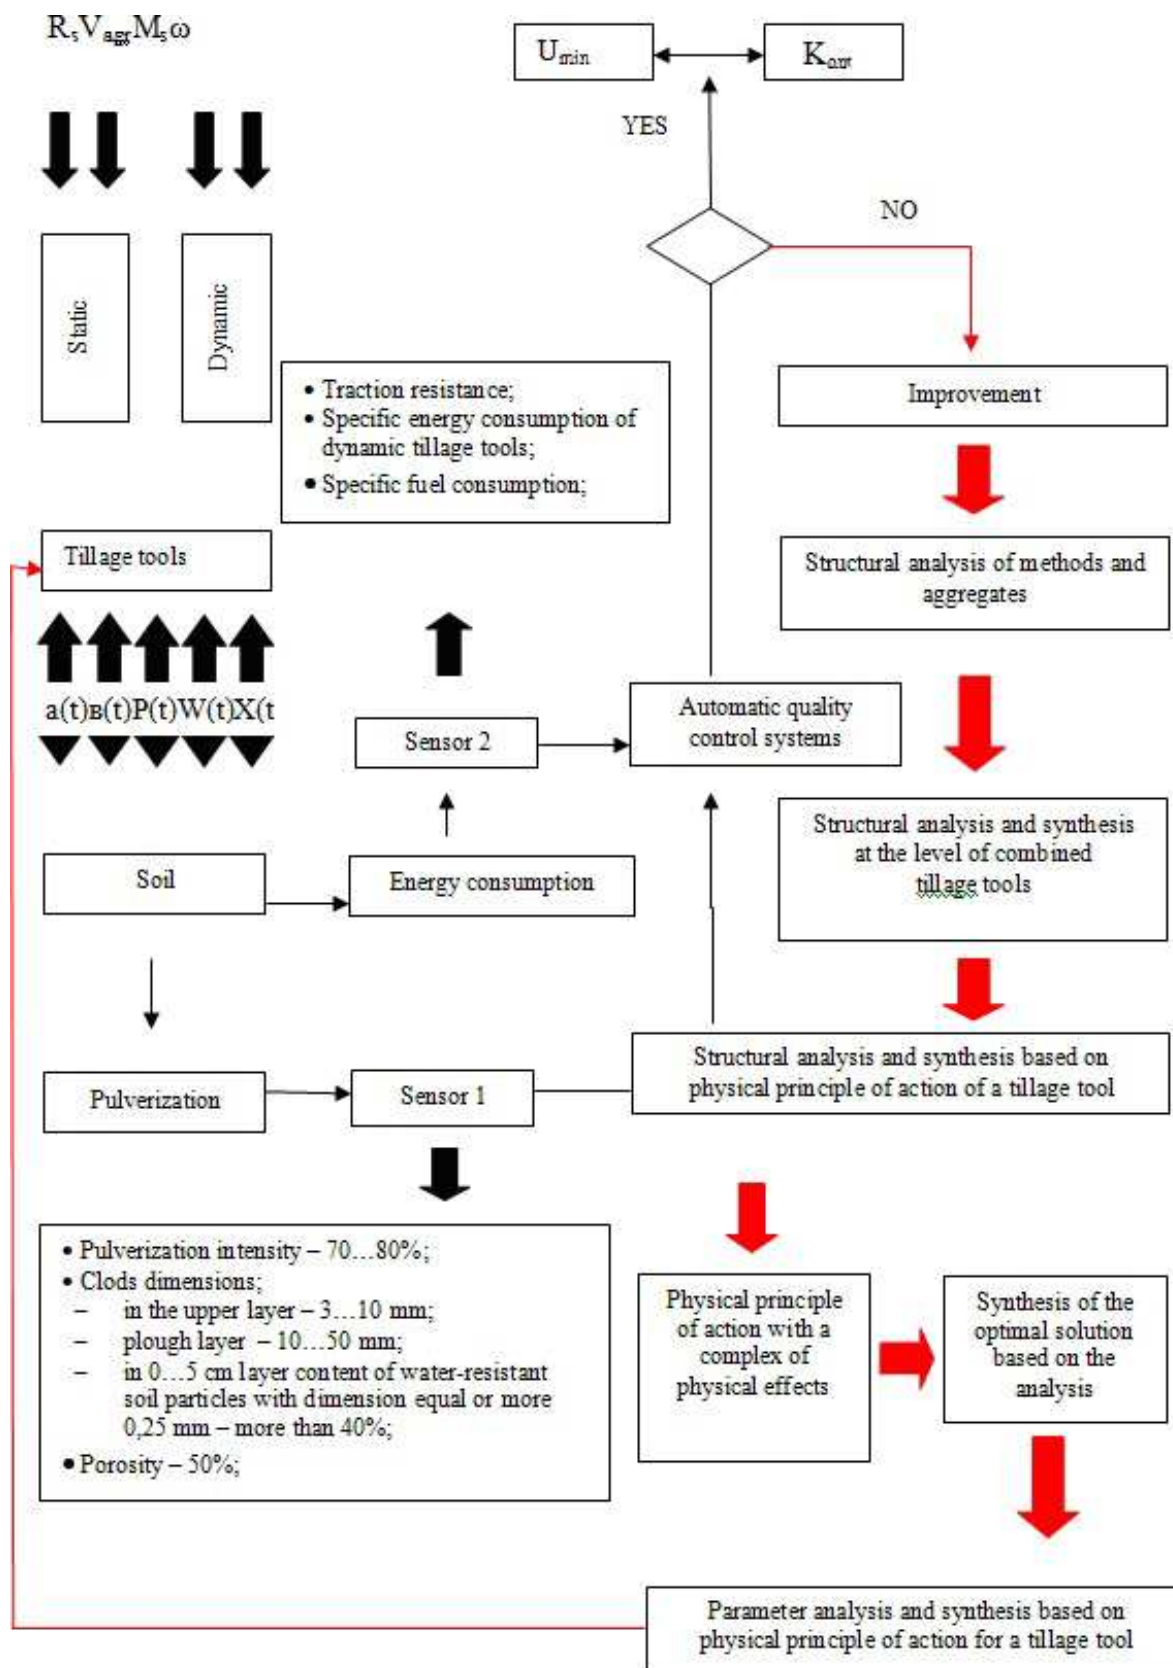 RₛVₐgᵣMₛω
Uₘᵢₙ
Kₒₚₜ
YES
NO
Static
Dynamic
• Traction resistance;
• Specific energy consumption of
dynamic tillage tools;
• Specific fuel consumption;
Improvement
Tillage tools
Structural analysis of methods and
aggregates
a(t)в(t)P(t)W(t)X(t
Sensor 2
Automatic quality
control systems
Structural analysis and synthesis
at the level of combined
tillage tools
Soil
Energy consumption
Pulverization
Sensor 1
Structural analysis and synthesis based on
physical principle of action of a tillage tool
• Pulverization intensity – 70…80%;
• Clods dimensions;
– in the upper layer – 3…10 mm;
– plough layer – 10…50 mm;
– in 0…5 cm layer content of water-resistant
soil particles with dimension equal or more
0,25 mm – more than 40%;
• Porosity – 50%;
Physical principle
of action with a
complex of
physical effects
Synthesis of the
optimal solution
based on the
analysis
Parameter analysis and synthesis based on
physical principle of action for a tillage tool